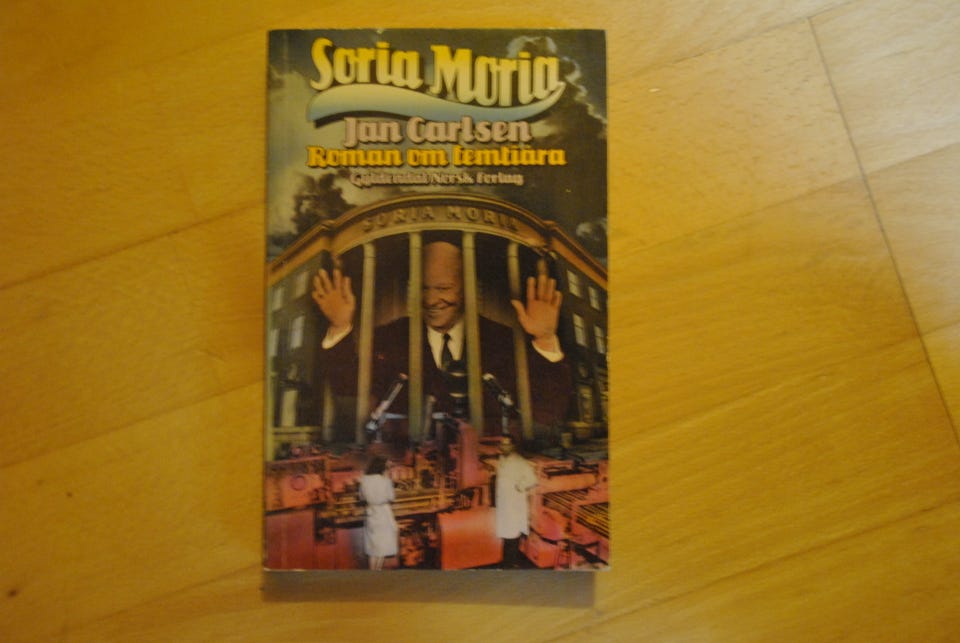 Soria Moria
Jan Carlsen
Roman om femtiåra
Gyldendal Norsk Forlag
SORIA MORIA